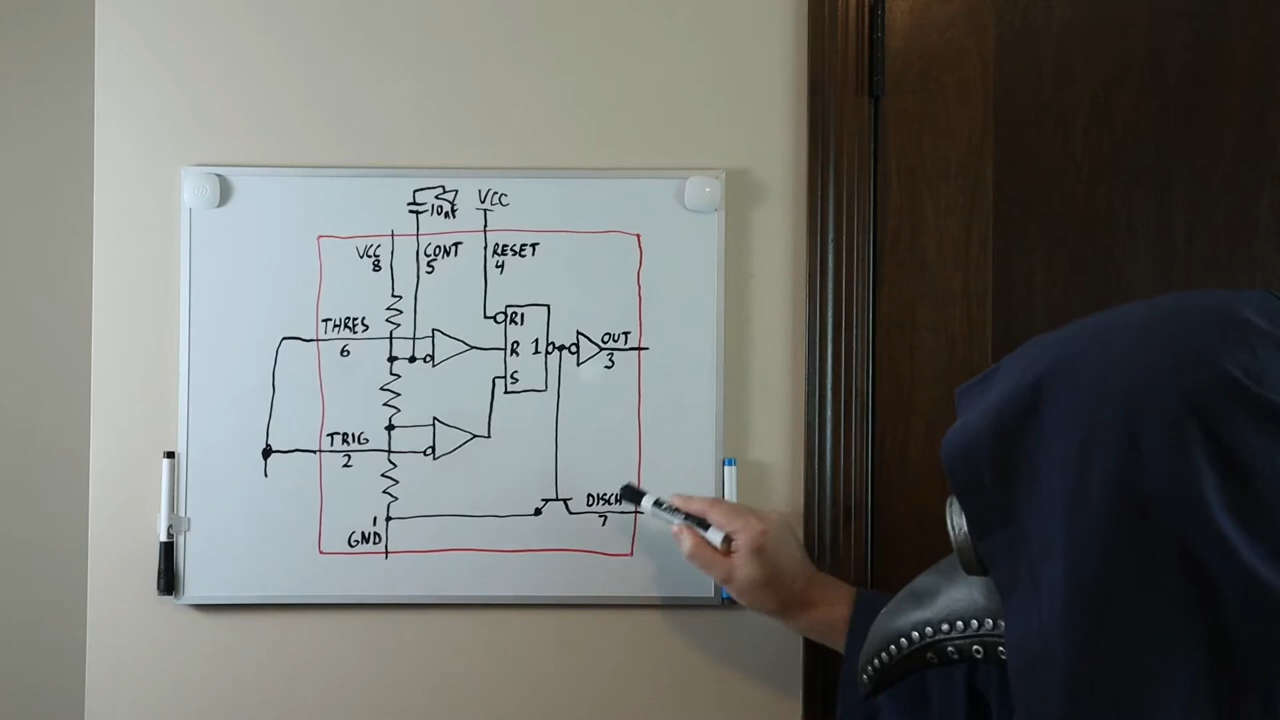 10nF
VCC
VCC
8
CONT
5
RESET
4
THRES
6
R1
R
1
S
OUT
3
TRIG
2
DISCH
7
1
GND